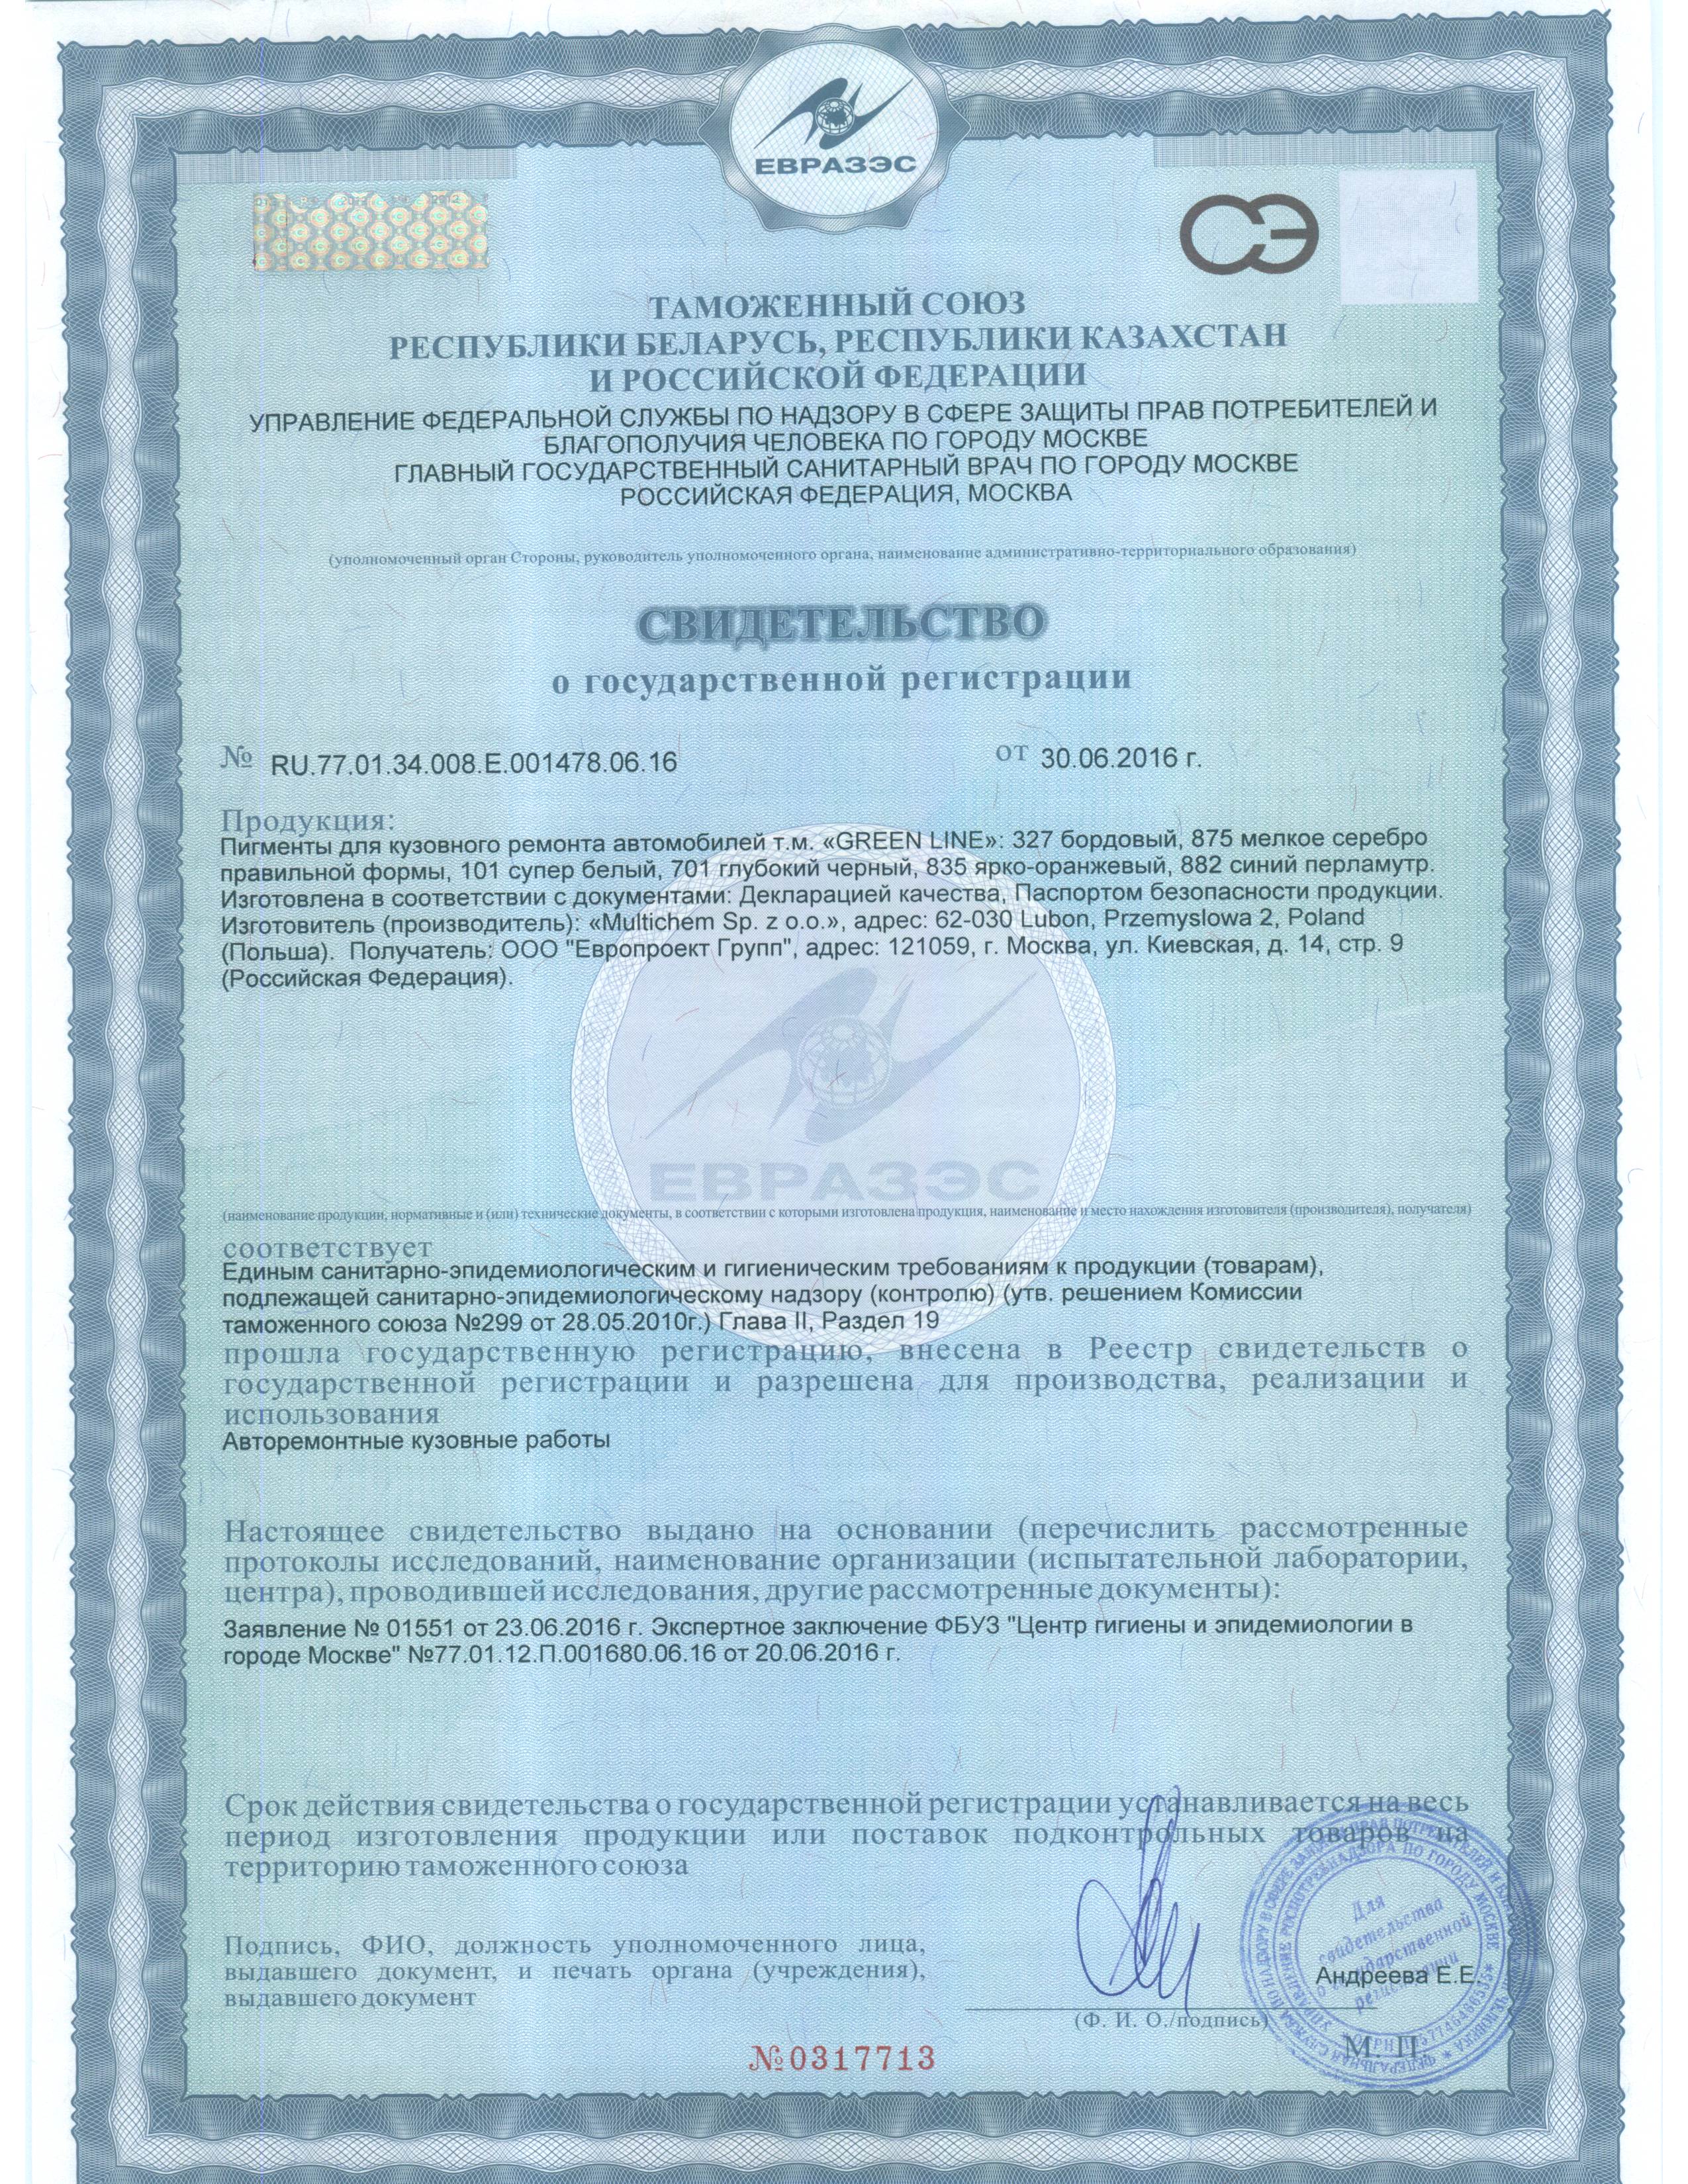 ЕВРАЗЭС
СЭ
ТАМОЖЕННЫЙ СОЮЗ
РЕСПУБЛИКИ БЕЛАРУСЬ, РЕСПУБЛИКИ КАЗАХСТАН
И РОССИЙСКОЙ ФЕДЕРАЦИИ
УПРАВЛЕНИЕ ФЕДЕРАЛЬНОЙ СЛУЖБЫ ПО НАДЗОРУ В СФЕРЕ ЗАЩИТЫ ПРАВ ПОТРЕБИТЕЛЕЙ И
БЛАГОПОЛУЧИЯ ЧЕЛОВЕКА ПО ГОРОДУ МОСКВЕ
ГЛАВНЫЙ ГОСУДАРСТВЕННЫЙ САНИТАРНЫЙ ВРАЧ ПО ГОРОДУ МОСКВЕ
РОССИЙСКАЯ ФЕДЕРАЦИЯ, МОСКВА
(уполномоченный орган Стороны, руководитель уполномоченного органа, наименование административно-территориального образования)
СВИДЕТЕЛЬСТВО
о государственной регистрации
№ RU.77.01.34.008.Е.001478.06.16 от 30.06.2016 г.
Продукция:
Пигменты для кузовного ремонта автомобилей т.м. «GREEN LINE»: 327 бордовый, 875 мелкое серебро
правильной формы, 101 супер белый, 701 глубокий черный, 835 ярко-оранжевый, 882 синий перламутр.
Изготовлена в соответствии с документами: Декларацией качества, Паспортом безопасности продукции.
Изготовитель (производитель): «Multichem Sp. z o.o.», адрес: 62-030 Lubon, Przemyslowa 2, Poland
(Польша). Получатель: ООО "Европроект Групп", адрес: 121059, г. Москва, ул. Киевская, д. 14, стр. 9
(Российская Федерация).
ЕВРАЗЭС
(наименование продукции, нормативные и (или) технические документы, в соответствии с которыми изготовлена продукция, наименование и место нахождения изготовителя (производителя), получателя)
соответствует
Единым санитарно-эпидемиологическим и гигиеническим требованиям к продукции (товарам),
подлежащей санитарно-эпидемиологическому надзору (контролю) (утв. решением Комиссии
таможенного союза №299 от 28.05.2010г.) Глава II, Раздел 19
прошла государственную регистрацию, внесена в Реестр свидетельств о
государственной регистрации и разрешена для производства, реализации и
использования
Авторемонтные кузовные работы
Настоящее свидетельство выдано на основании (перечислить рассмотренные
протоколы исследований, наименование организации (испытательной лаборатории,
центра), проводившей исследования, другие рассмотренные документы):
Заявление № 01551 от 23.06.2016 г. Экспертное заключение ФБУЗ "Центр гигиены и эпидемиологии в
городе Москве" №77.01.12.П.001680.06.16 от 20.06.2016 г.
Срок действия свидетельства о государственной регистрации устанавливается на весь
период изготовления продукции или поставок подконтрольных товаров на
территорию таможенного союза
Подпись, ФИО, должность уполномоченного лица,
выдавшего документ, и печать органа (учреждения),
выдавшего документ
Андреева Е.Е.
(Ф. И. О./подпись)
М. П.
Для
свидетельства
о государственной
регистрации
№0317713